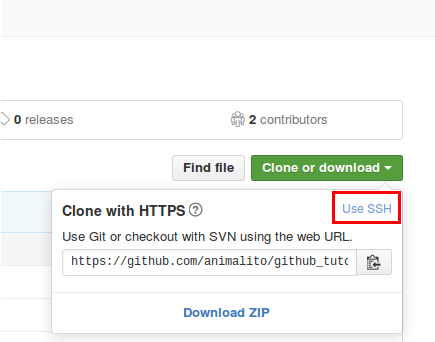 0 releases
2 contributors
Find file
Clone or download
Clone with HTTPS
Use SSH
Use Git or checkout with SVN using the web URL.
https://github.com/animalito/github_tuto
Download ZIP